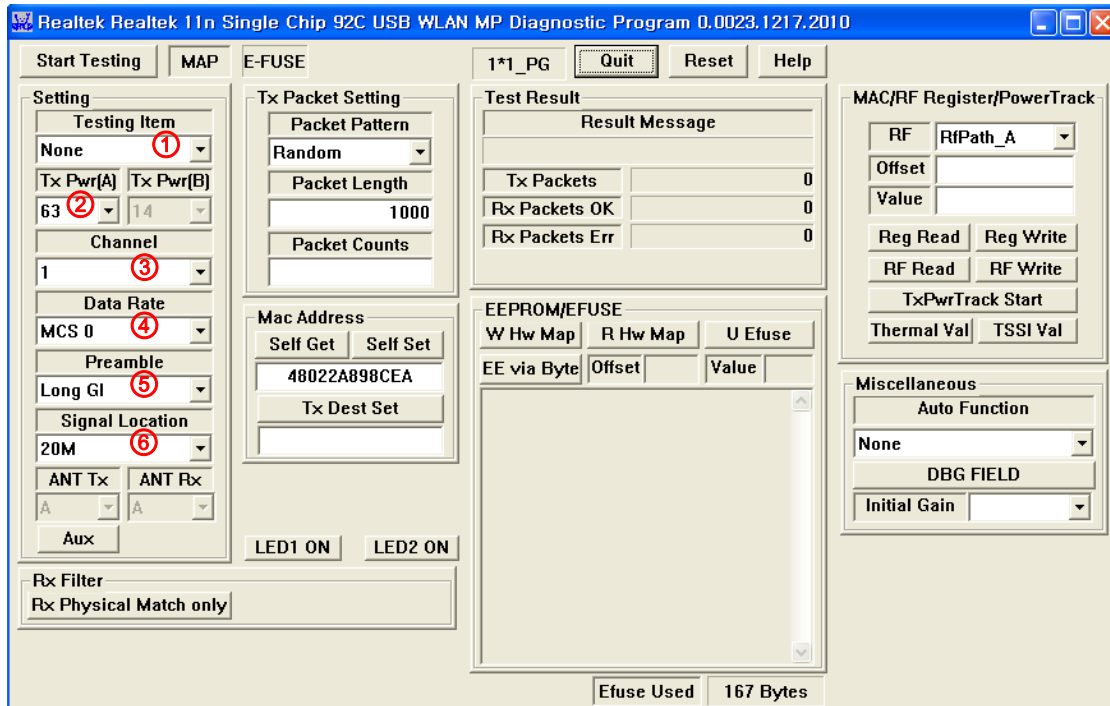 Realtek Realtek 11n Single Chip 92C USB WLAN MP Diagnostic Program 0.0023.1217.2010
Start Testing MAP E-FUSE 1*1_PG Quit Reset Help
Setting
Testing Item
None ①
Tx Pwr(A) Tx Pwr(B)
63 ② 14
Channel
1 ③
Data Rate
MCS 0 ④
Preamble
Long GI ⑤
Signal Location
20M ⑥
ANT Tx ANT Rx
A A
Aux
Rx Filter
Rx Physical Match only
Tx Packet Setting
Packet Pattern
Random
Packet Length
1000
Packet Counts
Mac Address
Self Get Self Set
48022A898CEA
Tx Dest Set
LED1 ON LED2 ON
Test Result
Result Message
Tx Packets 0
Rx Packets OK 0
Rx Packets Err 0
EEPROM/EFUSE
W Hw Map R Hw Map U Efuse
EE via Byte Offset Value
Efuse Used 167 Bytes
MAC/RF Register/PowerTrack
RF RfPath_A
Offset
Value
Reg Read Reg Write
RF Read RF Write
TxPwrTrack Start
Thermal Val TSSI Val
Miscellaneous
Auto Function
None
DBG FIELD
Initial Gain